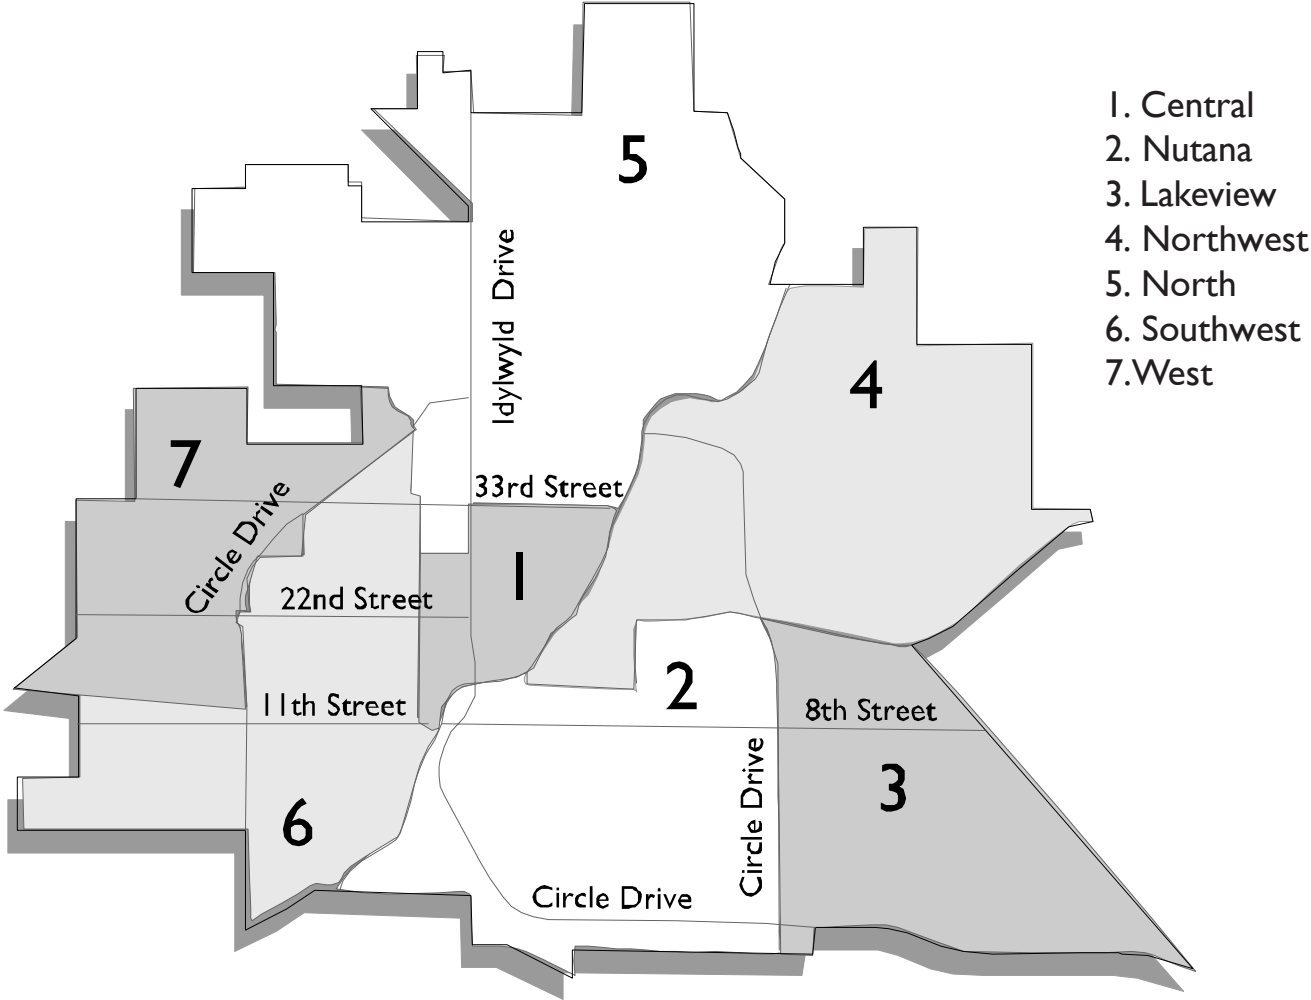 1. Central
2. Nutana
3. Lakeview
4. Northwest
5. North
6. Southwest
7.West
5
Idylwyld Drive
4
7
33rd Street
Circle Drive
1
22nd Street
2
11th Street
8th Street
Circle Drive
3
6
Circle Drive